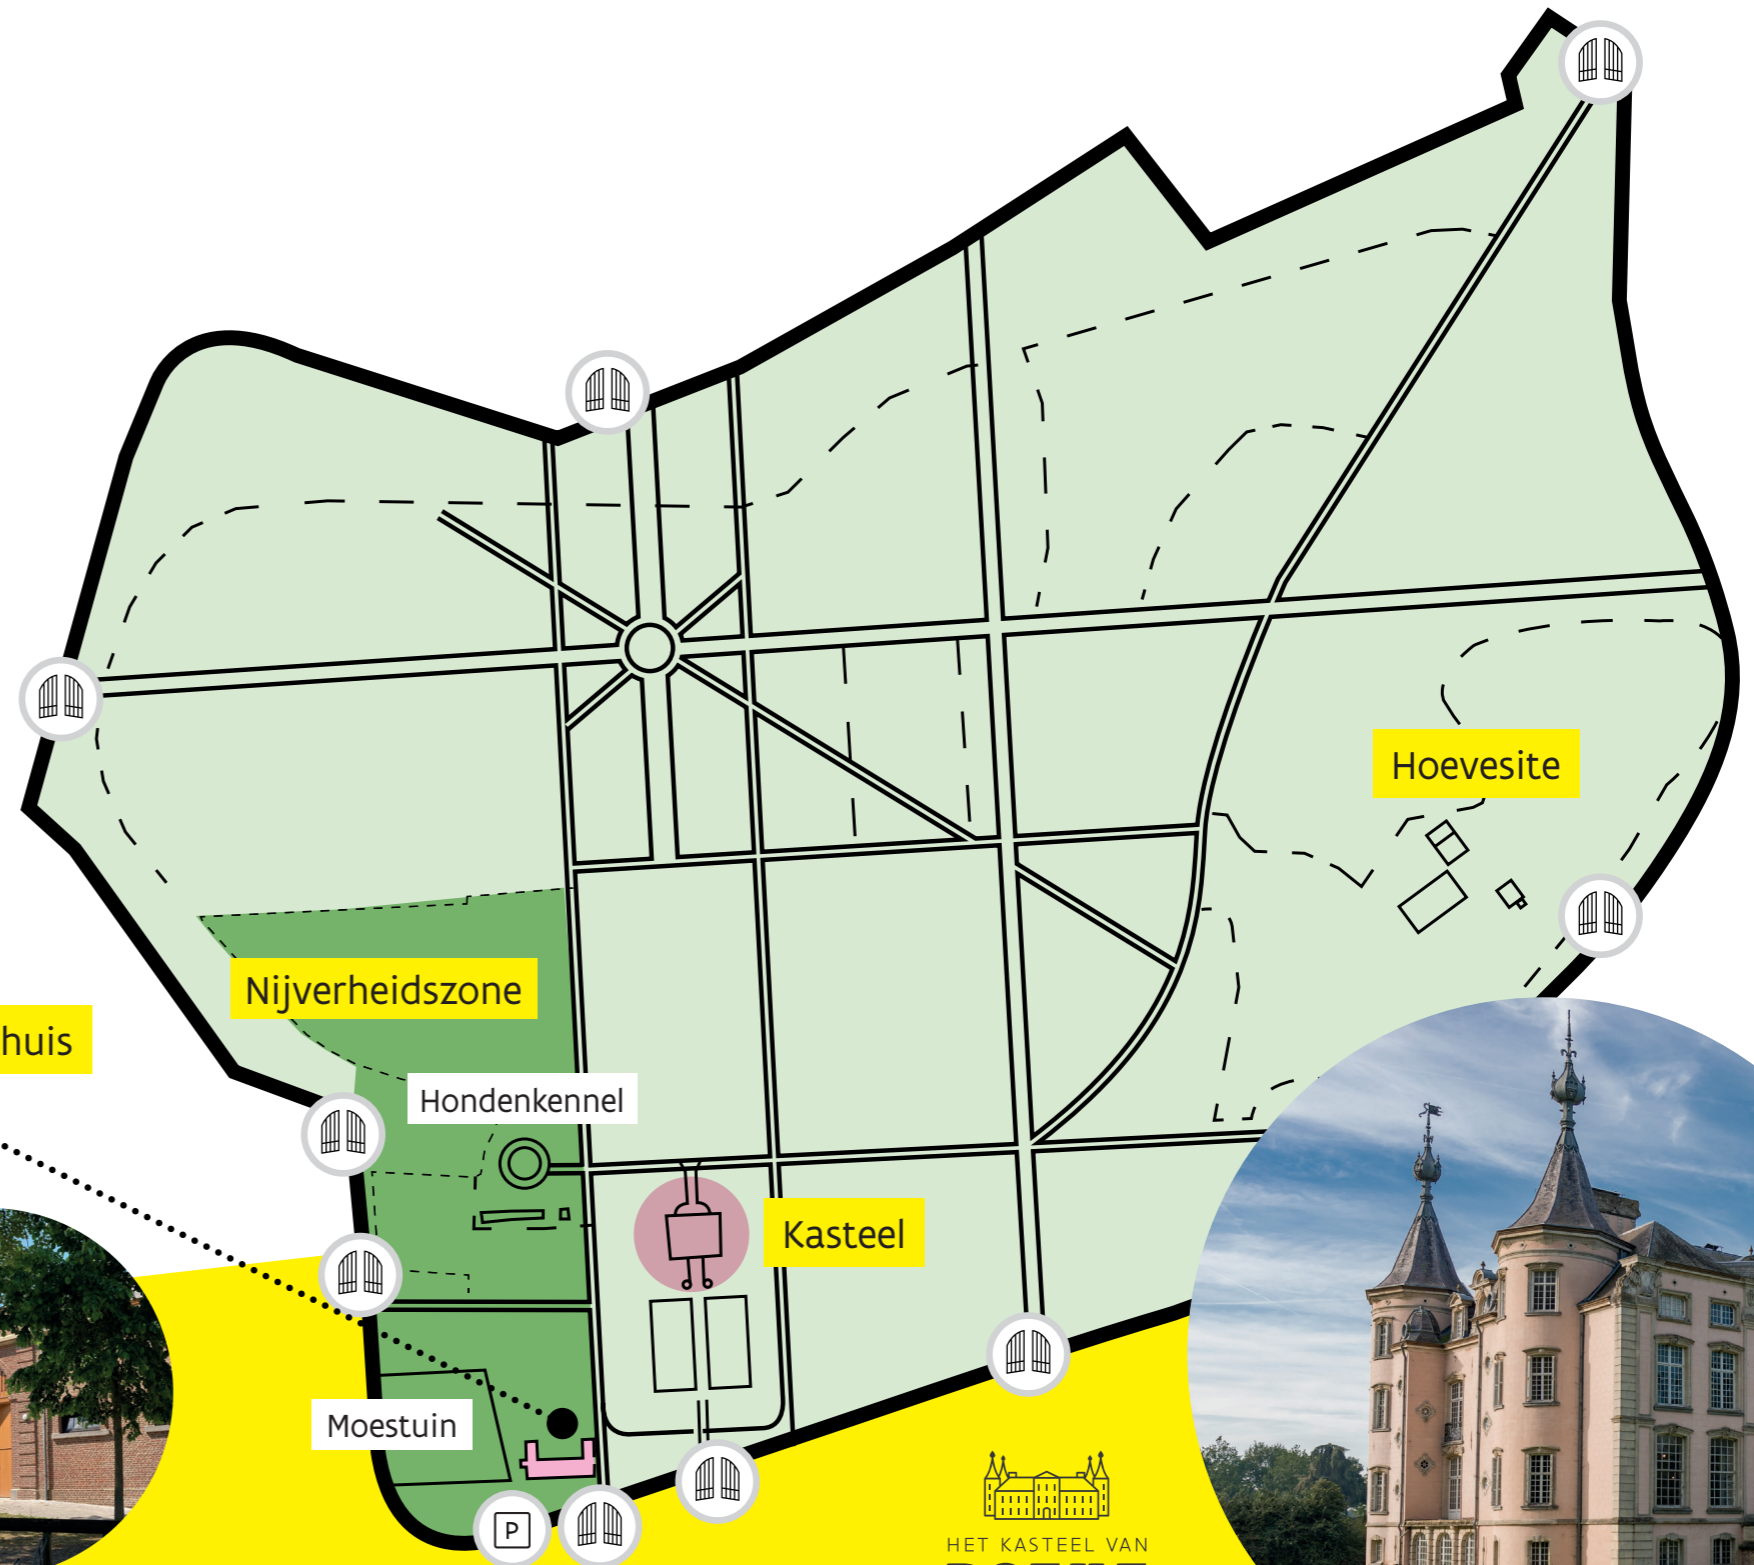 Hoevesite
Nijverheidszone
huis
Hondenkennel
Kasteel
Moestuin
P
HET KASTEEL VAN